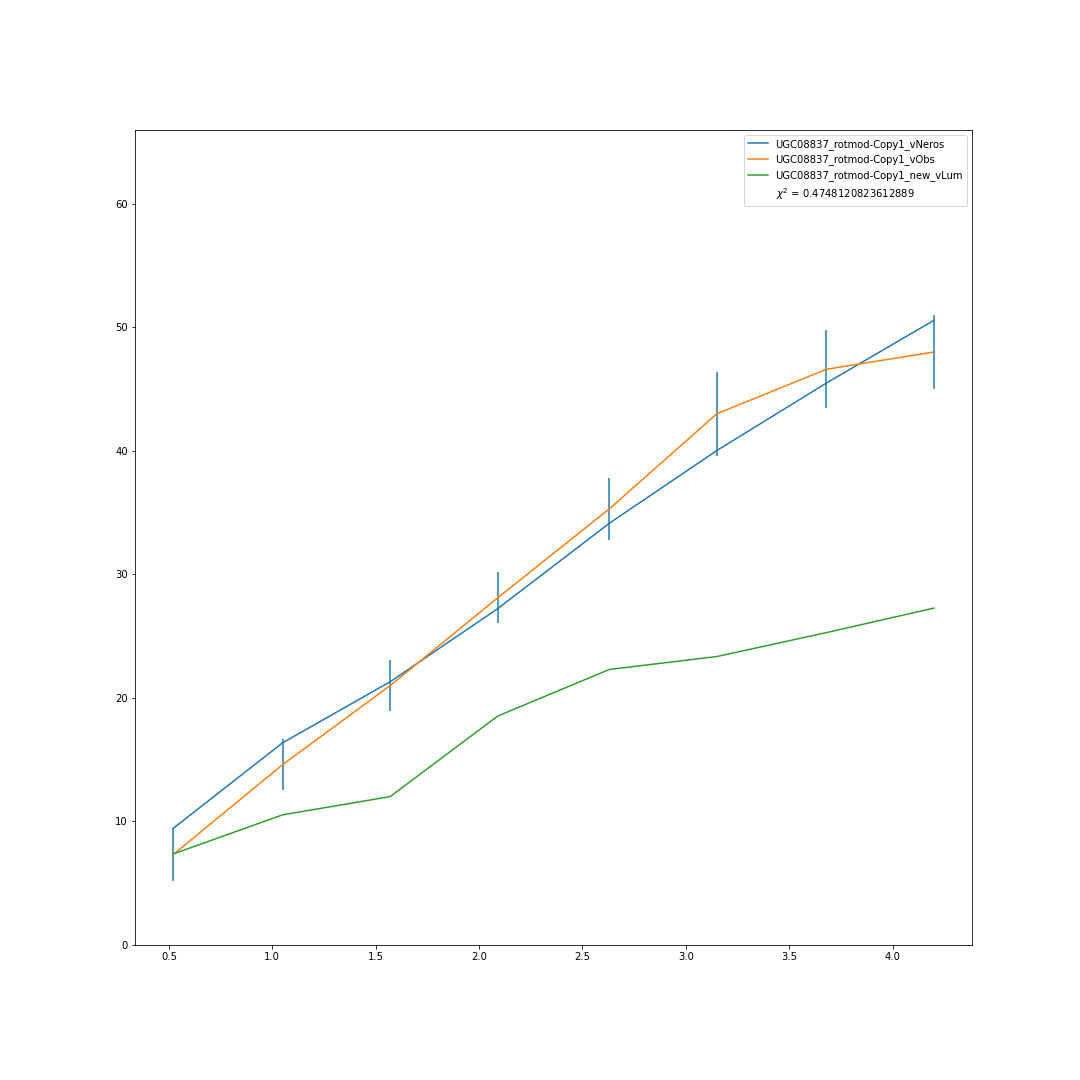 UGC08837_rotmod-Copy1_vNeros
UGC08837_rotmod-Copy1_vObs
UGC08837_rotmod-Copy1_new_vLum
χ² = 0.4748120823612889
60
50
40
30
20
10
0
0.5 1.0 1.5 2.0 2.5 3.0 3.5 4.0